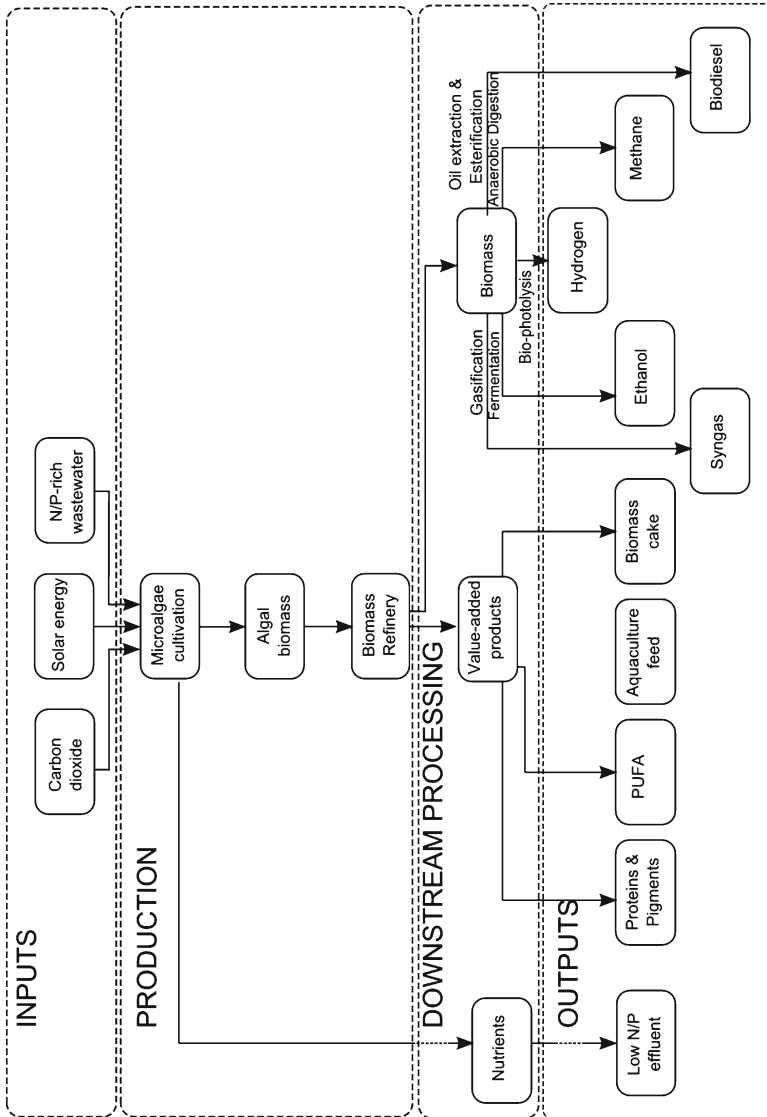 INPUTS
Carbon
dioxide
Solar energy
N/P-rich
wastewater
PRODUCTION
Microalgae
cultivation
Algal
biomass
Biomass
Refinery
DOWNSTREAM PROCESSING
Nutrients
Value-added
products
Gasification
Fermentation
Bio-photolysis
Biomass
Oil extraction &
Esterification
Anaerobic Digestion
OUTPUTS
Low N/P
effluent
Proteins &
Pigments
PUFA
Aquaculture
feed
Biomass
cake
Syngas
Ethanol
Hydrogen
Methane
Biodiesel